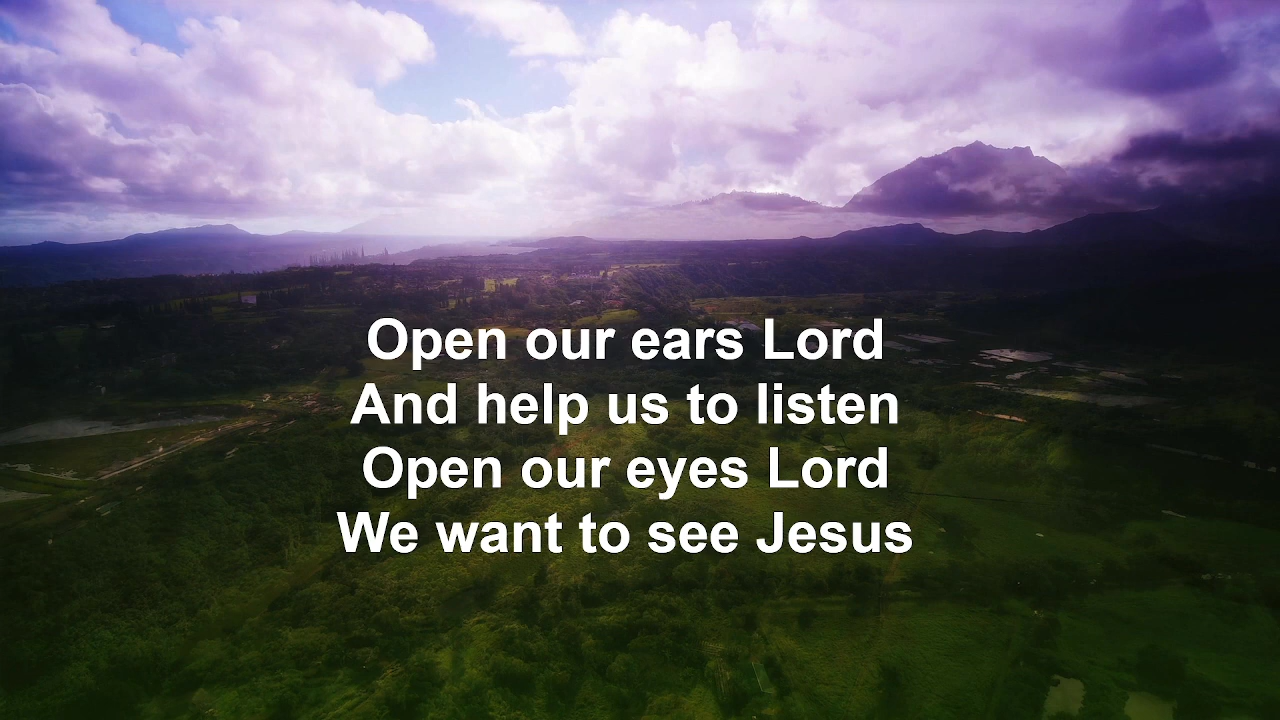 Open our ears Lord
And help us to listen
Open our eyes Lord
We want to see Jesus